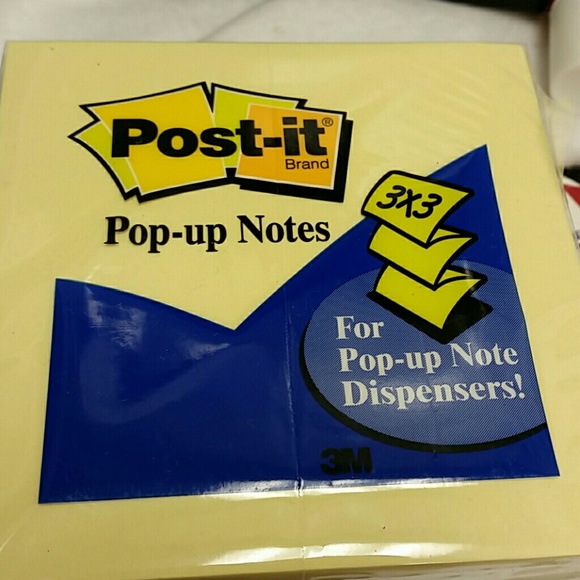 Post-it®
Brand
Pop-up Notes
3X3
For
Pop-up Note
Dispensers!
3M